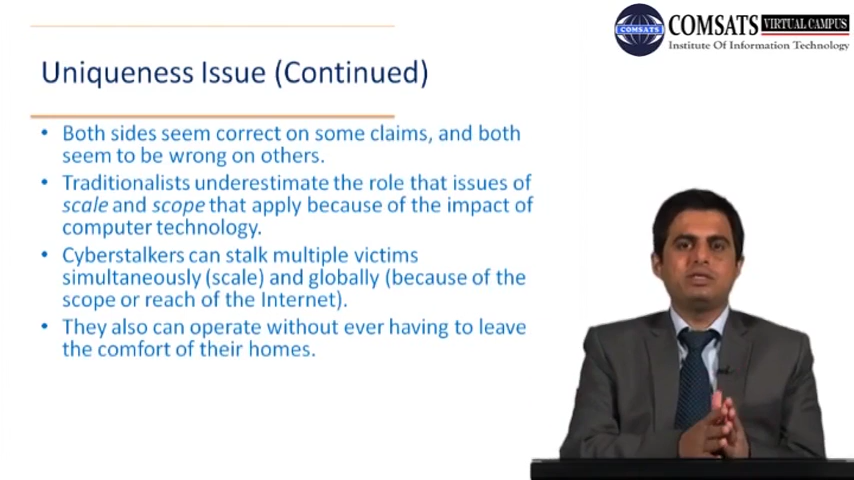 COMSATS VIRTUAL CAMPUS
COMSATS
Institute Of Information Technology
Uniqueness Issue (Continued)
• Both sides seem correct on some claims, and both
seem to be wrong on others.
• Traditionalists underestimate the role that issues of
scale and scope that apply because of the impact of
computer technology.
• Cyberstalkers can stalk multiple victims
simultaneously (scale) and globally (because of the
scope or reach of the Internet).
• They also can operate without ever having to leave
the comfort of their homes.